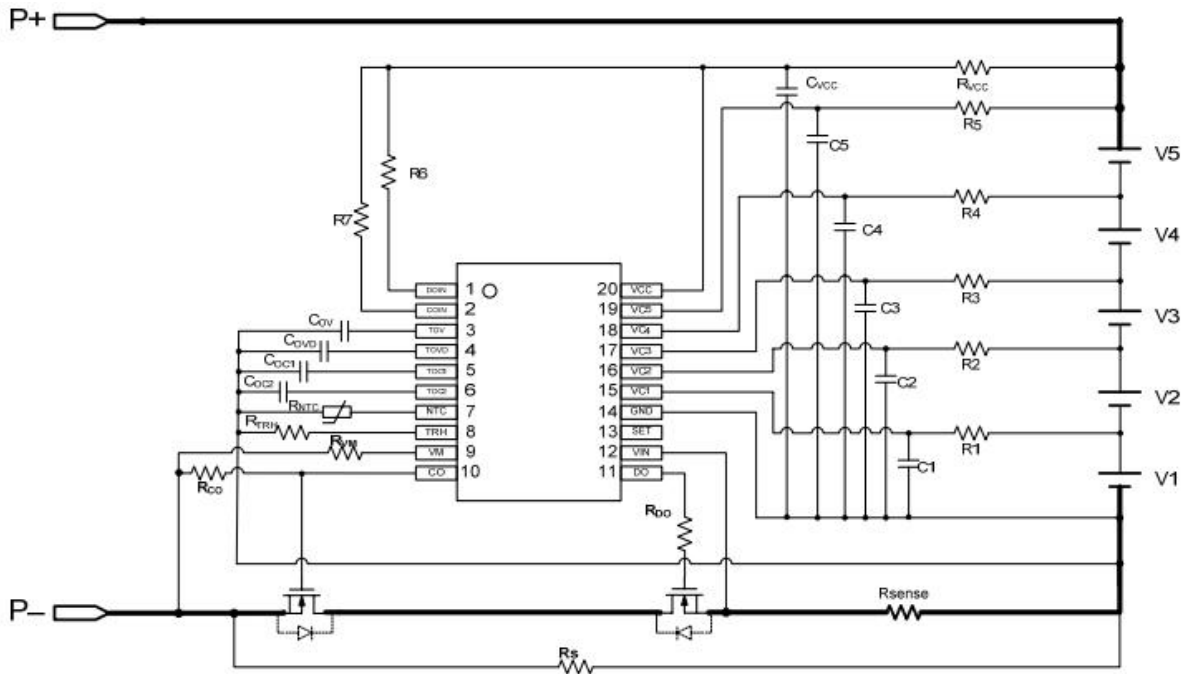 P+
CVCC
RVCC
R5
C5
V5
R6
R7
R4
C4
V4
R3
C3
V3
R2
C2
V2
R1
C1
V1
1 20 VCC
2 19 VC5
COV TOV 3 18 VC4
COVD TOVD 4 17 VC3
COC1 5 16 VC2
COC2 TOC2 6 15 VC1
RNTC NTC 7 14 GND
RTRH TRH 8 13 SET
RVM VM 9 12 VIN
RCO CO 10 11 DO
RDO
P–
Rsense
Rs